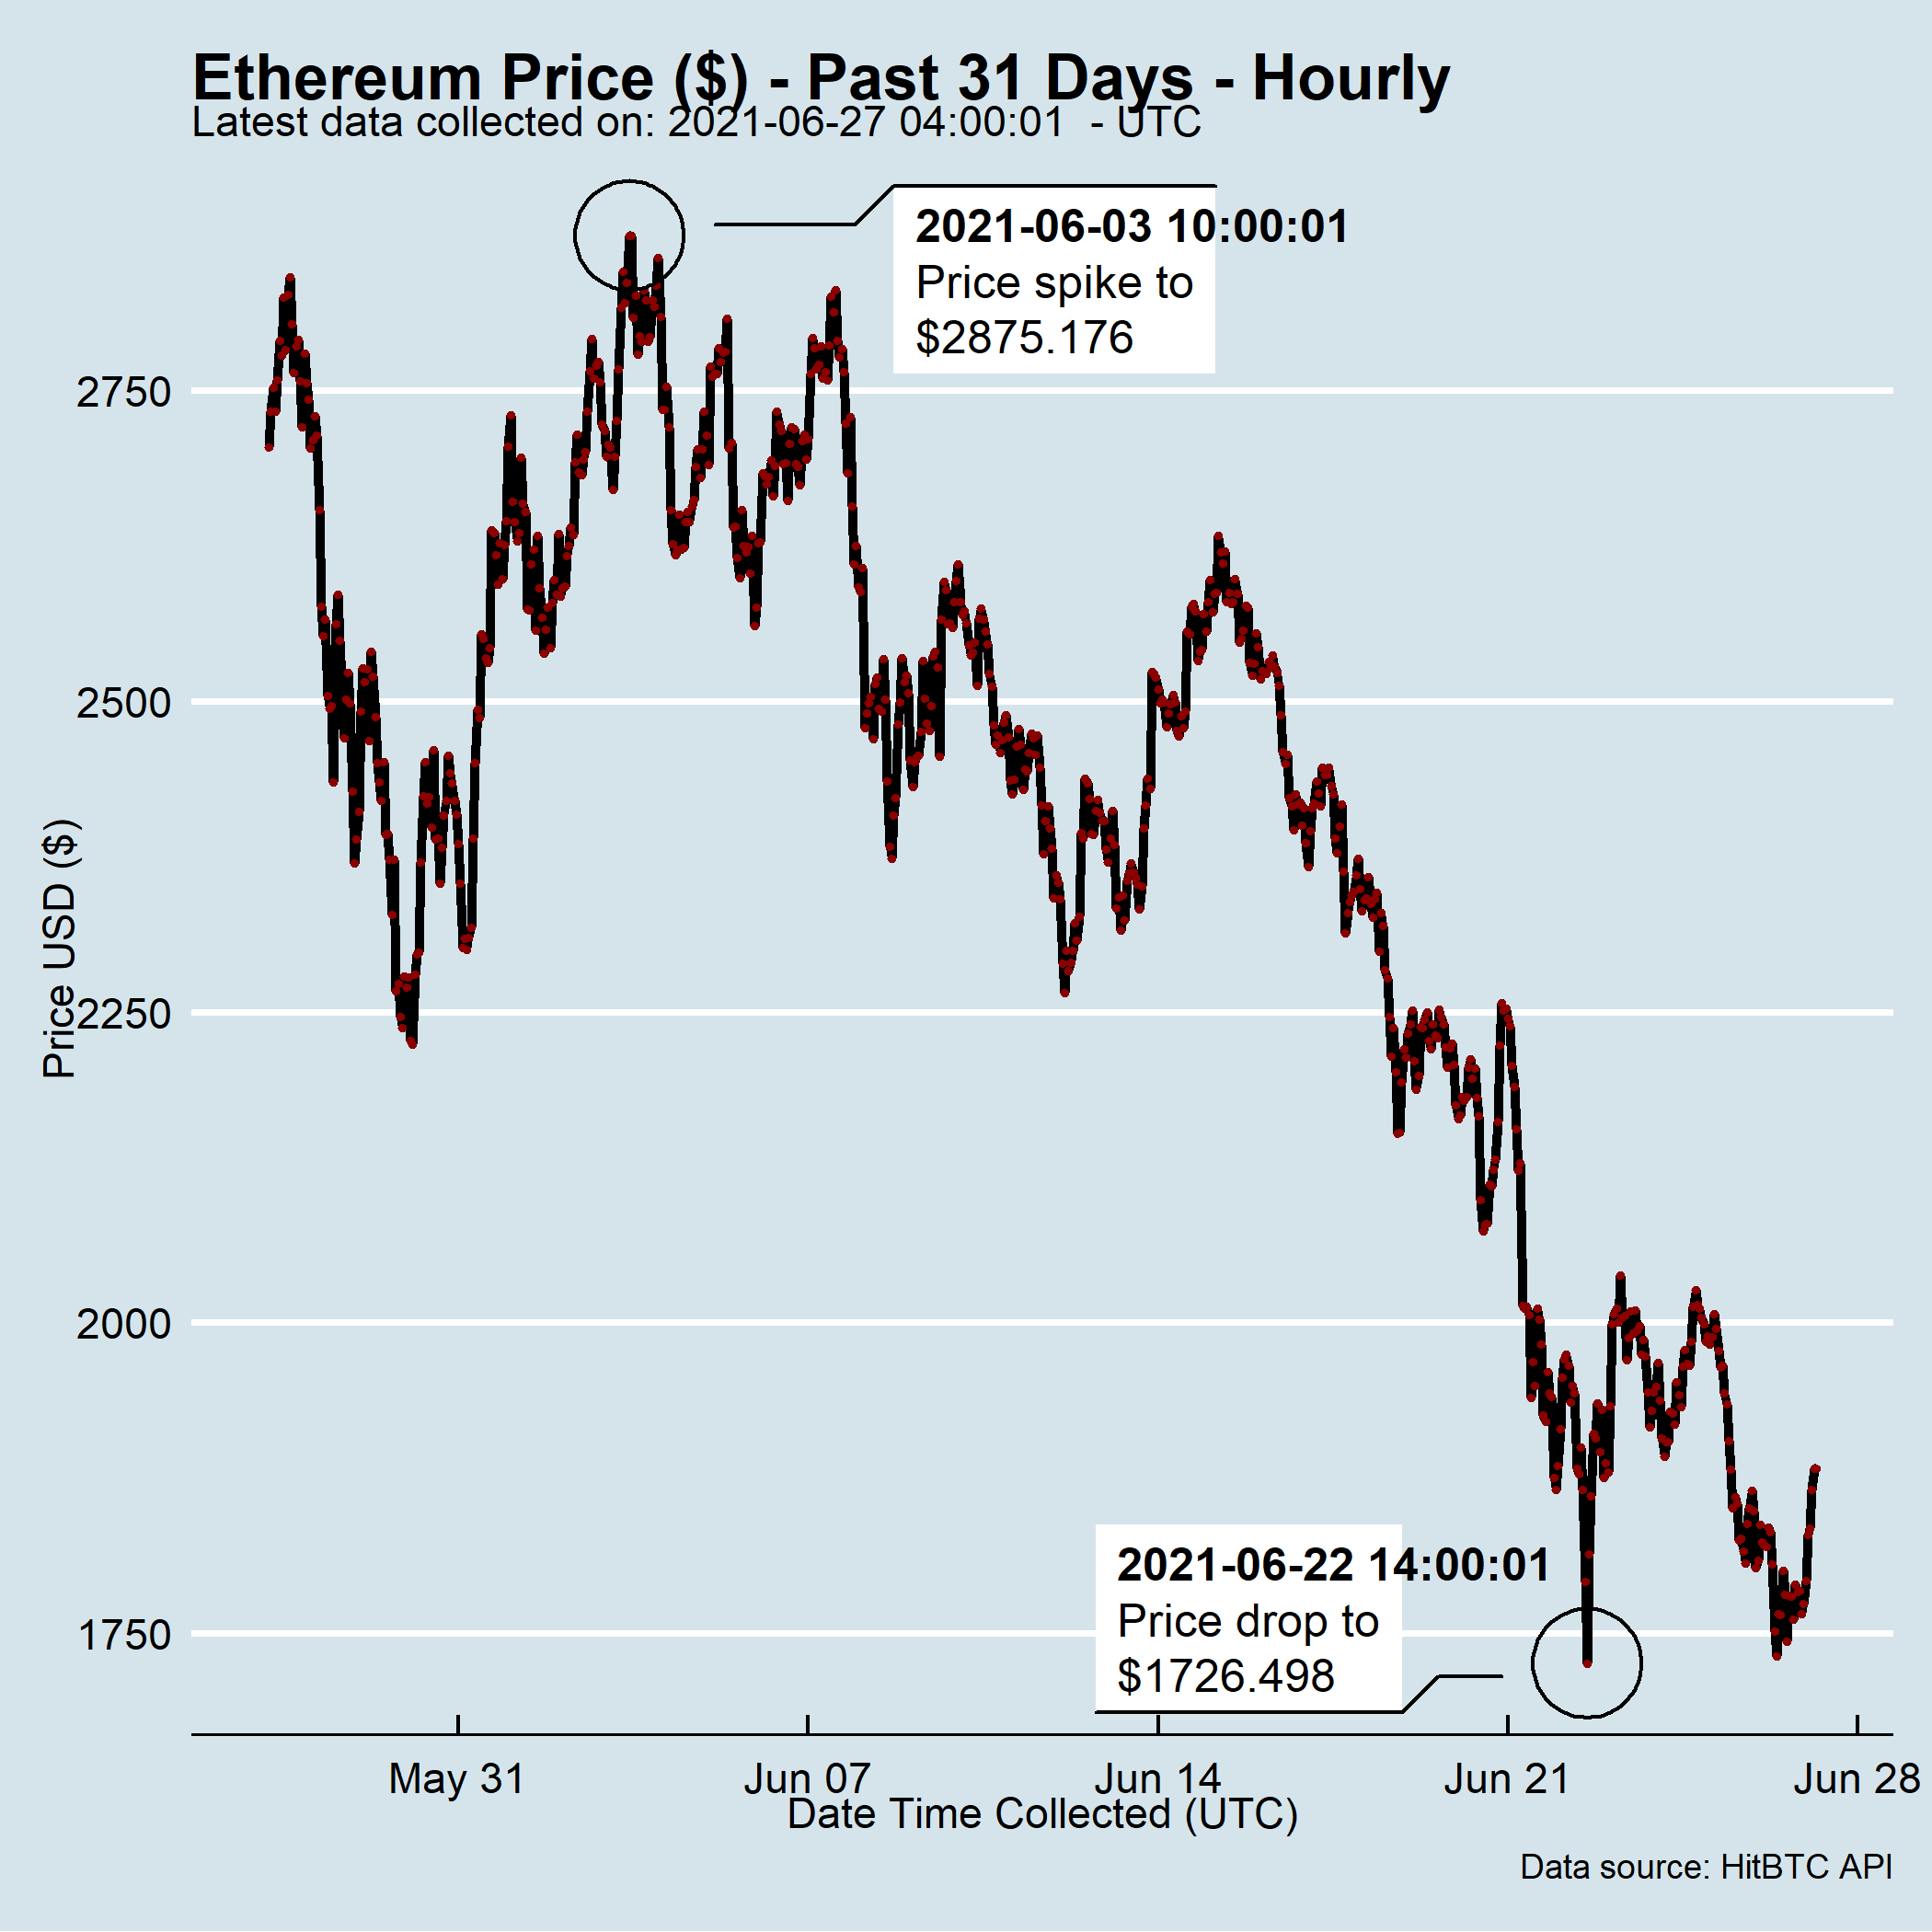 Ethereum Price ($) - Past 31 Days - Hourly
Latest data collected on: 2021-06-27 04:00:01  - UTC
2021-06-03 10:00:01
Price spike to
$2875.176
2750
2500
2250
2000
1750
Price USD ($)
2021-06-22 14:00:01
Price drop to
$1726.498
May 31
Jun 07
Jun 14
Jun 21
Jun 28
Date Time Collected (UTC)
Data source: HitBTC API